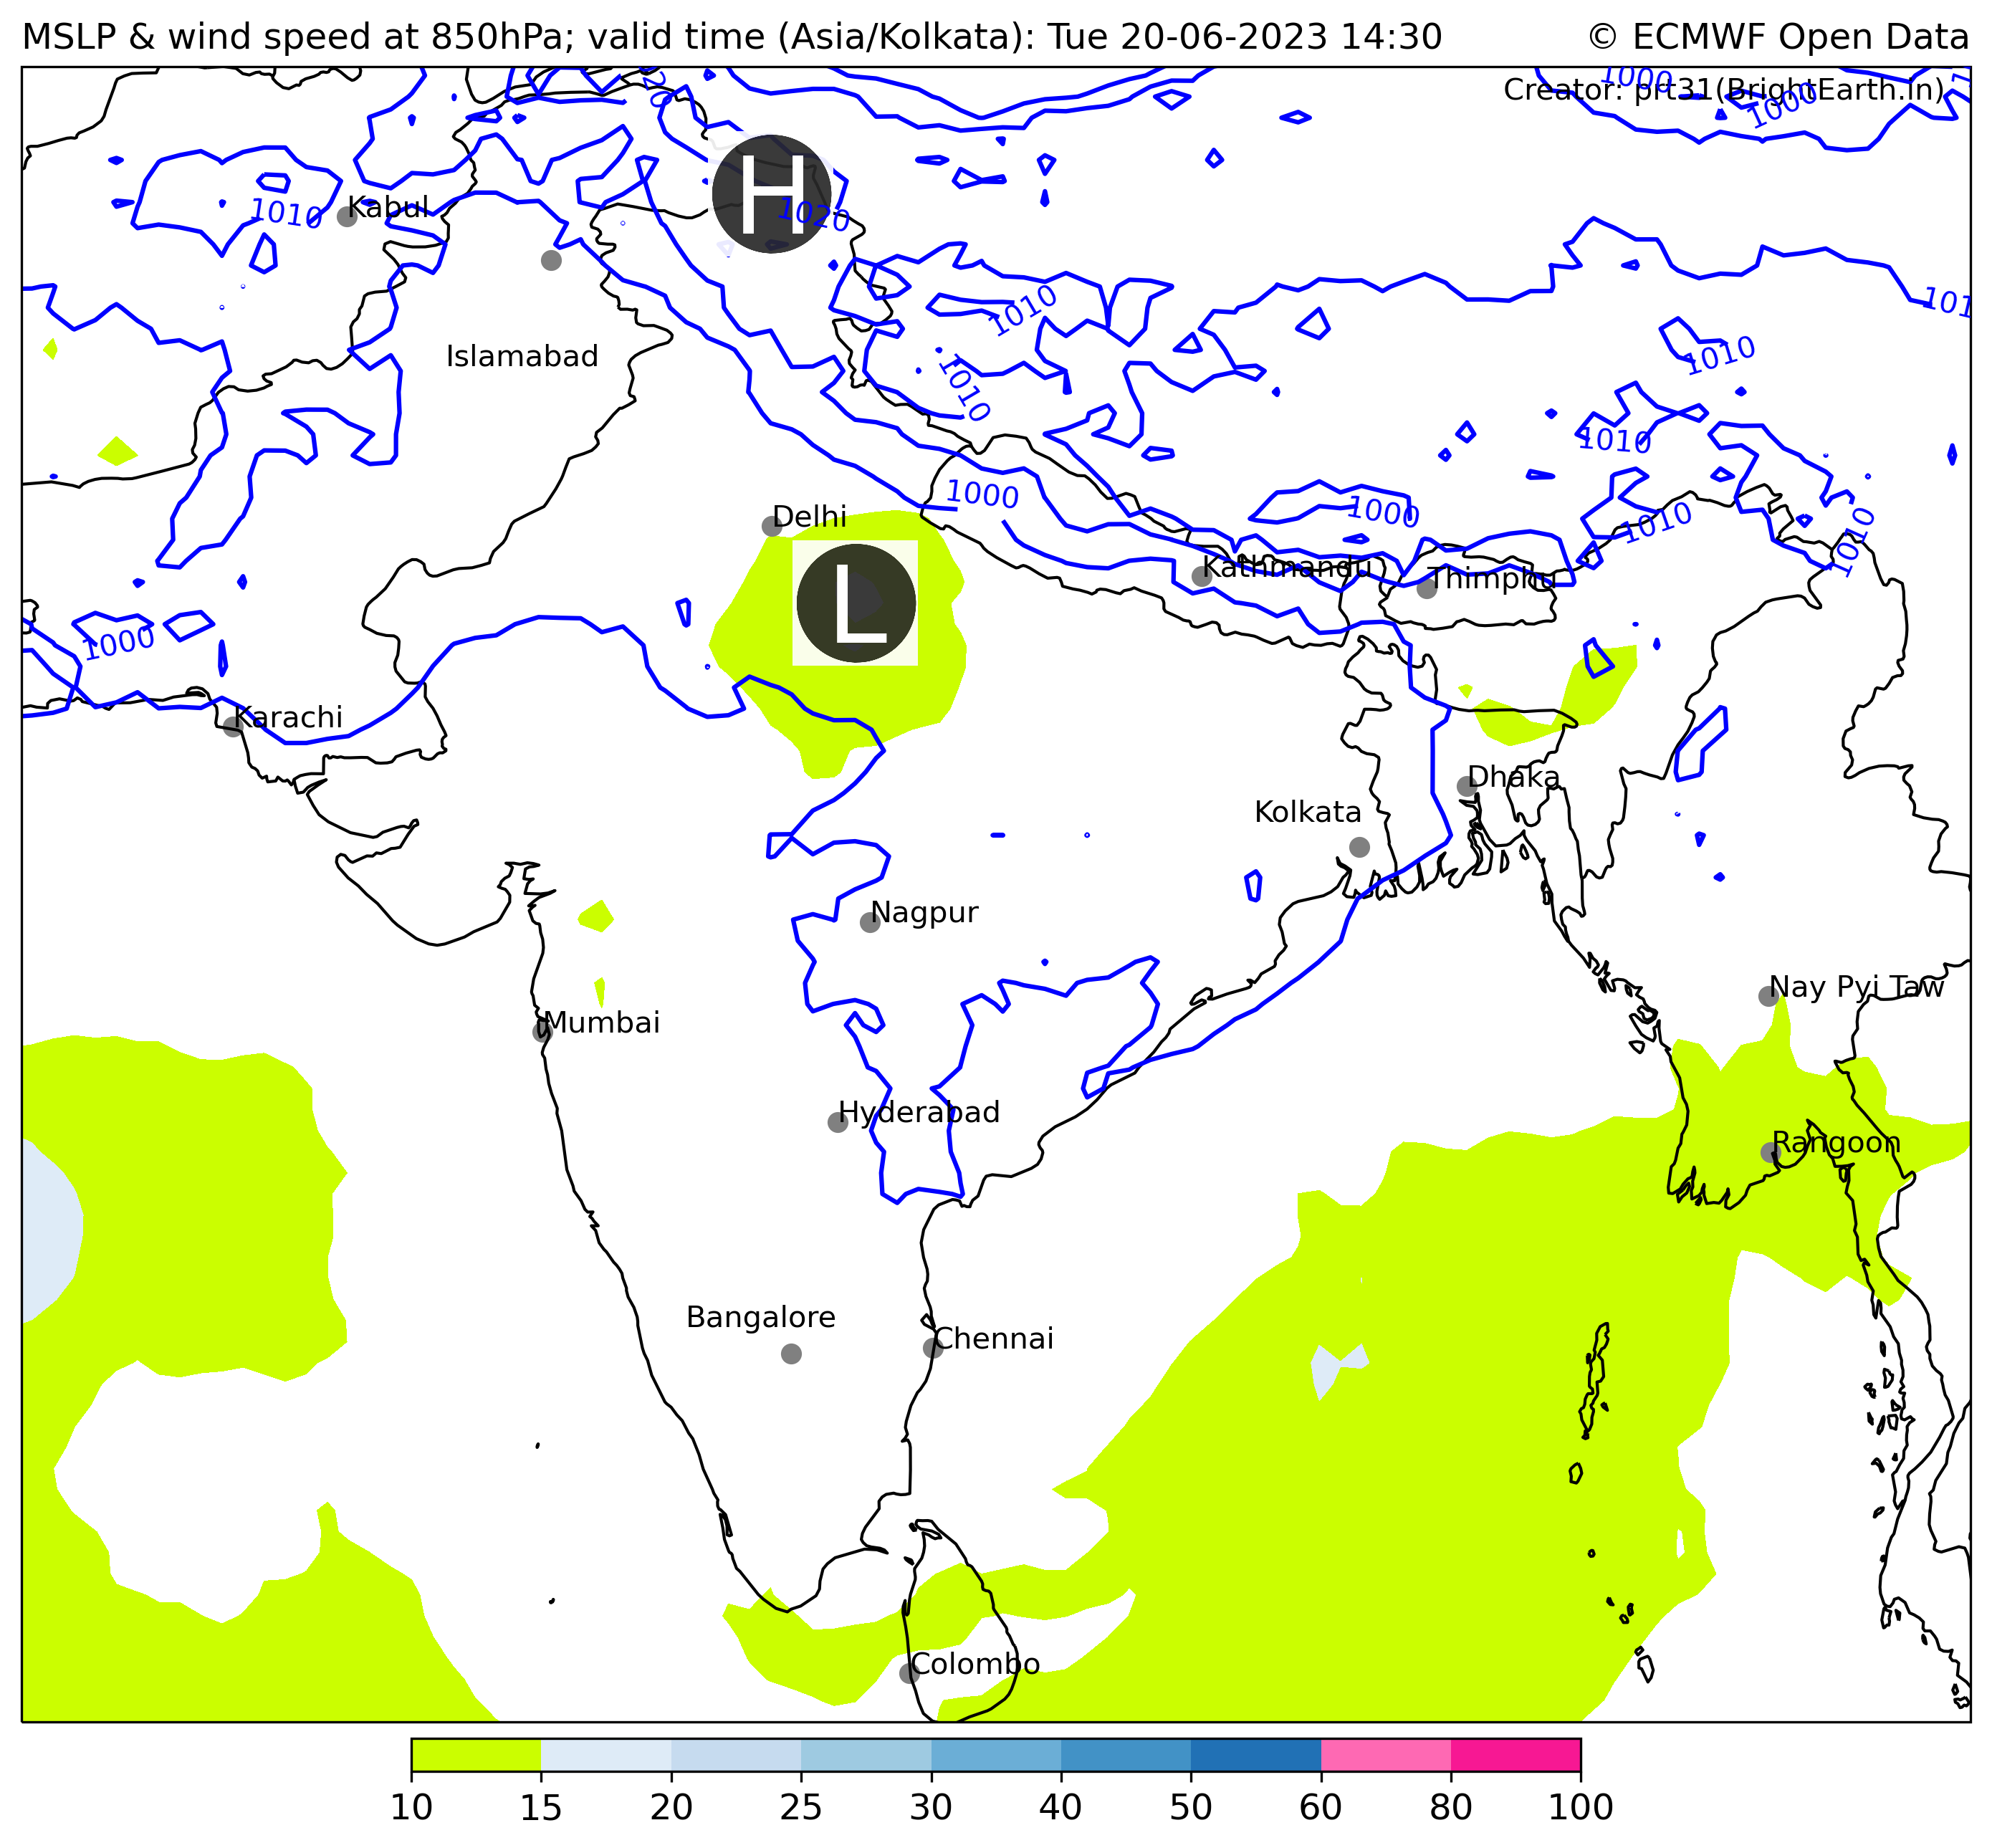 MSLP & wind speed at 850hPa; valid time (Asia/Kolkata): Tue 20-06-2023 14:30 © ECMWF Open Data
1000
Creator: prt31(BrightEarth.in)
1000
20
H
1020
1010
Kabul
1010
101
Islamabad
1010
1010
1010
1000
1000
1010
1010
Delhi
L
Kathmandu
Thimphu
1000
Karachi
Dhaka
Kolkata
Nagpur
Nay Pyi Taw
Mumbai
Hyderabad
Rangoon
Bangalore
Chennai
Colombo
10 15 20 25 30 40 50 60 80 100